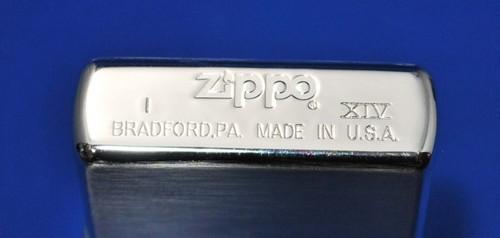 Zippo®
I XIV
BRADFORD,PA. MADE IN U.S.A.